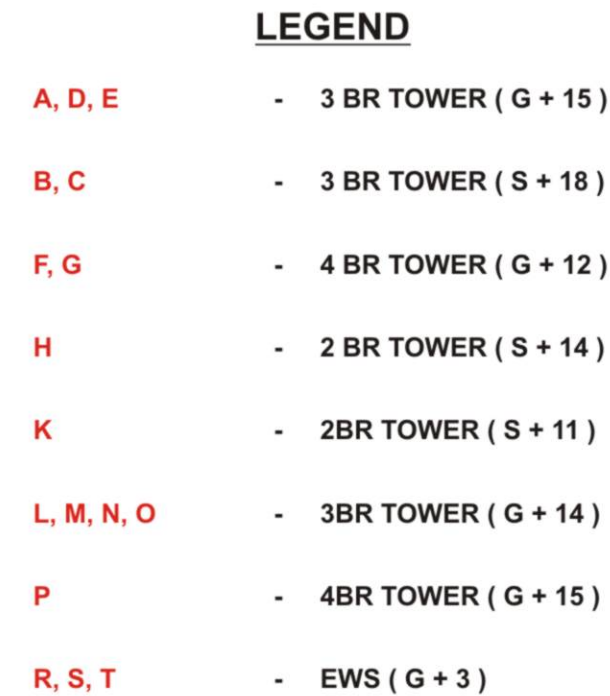 LEGEND
A, D, E - 3 BR TOWER ( G + 15 )
B, C - 3 BR TOWER ( S + 18 )
F, G - 4 BR TOWER ( G + 12 )
H - 2 BR TOWER ( S + 14 )
K - 2BR TOWER ( S + 11 )
L, M, N, O - 3BR TOWER ( G + 14 )
P - 4BR TOWER ( G + 15 )
R, S, T - EWS ( G + 3 )